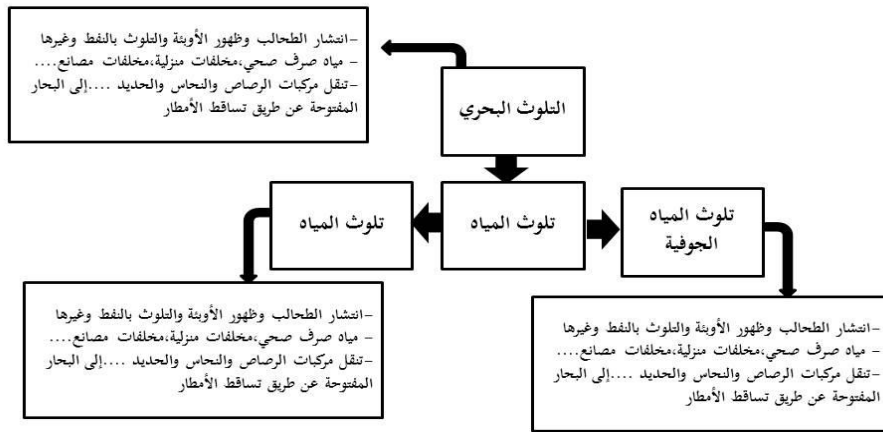 -انتشار الطحالب وظهور الأوبئة والتلوث بالنفط وغيرها
- مياه صرف صحي،مخلفات منزلية،مخلفات مصانع....
-تنقل مركبات الرصاص والنحاس والحديد ....إلى البحار
المفتوحة عن طريق تساقط الأمطار
التلوث البحري
تلوث المياه
الجوفية
تلوث المياه
تلوث المياه
-انتشار الطحالب وظهور الأوبئة والتلوث بالنفط وغيرها
- مياه صرف صحي،مخلفات منزلية،مخلفات مصانع....
-تنقل مركبات الرصاص والنحاس والحديد ....إلى البحار
المفتوحة عن طريق تساقط الأمطار
-انتشار الطحالب وظهور الأوبئة والتلوث بالنفط وغيرها
- مياه صرف صحي،مخلفات منزلية،مخلفات مصانع....
-تنقل مركبات الرصاص والنحاس والحديد ....إلى البحار
المفتوحة عن طريق تساقط الأمطار